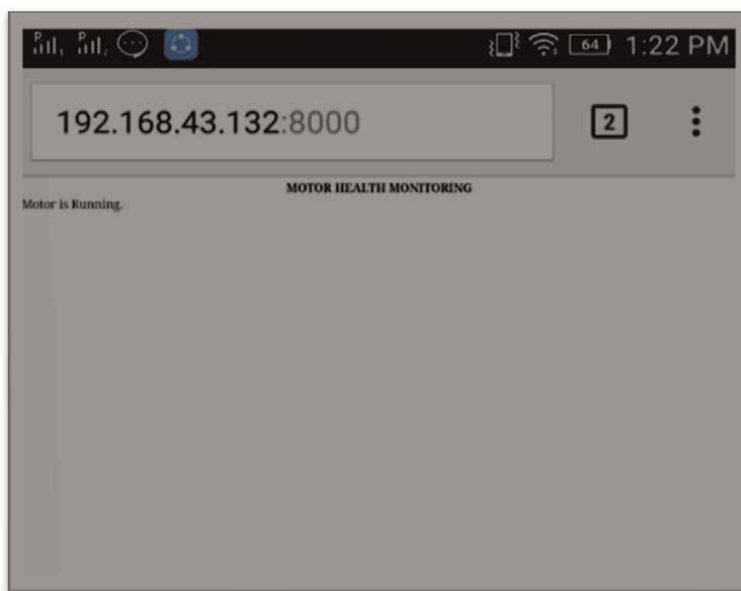 R R 64 1:22 PM
192.168.43.132:8000 2
MOTOR HEALTH MONITORING
Motor is Running.